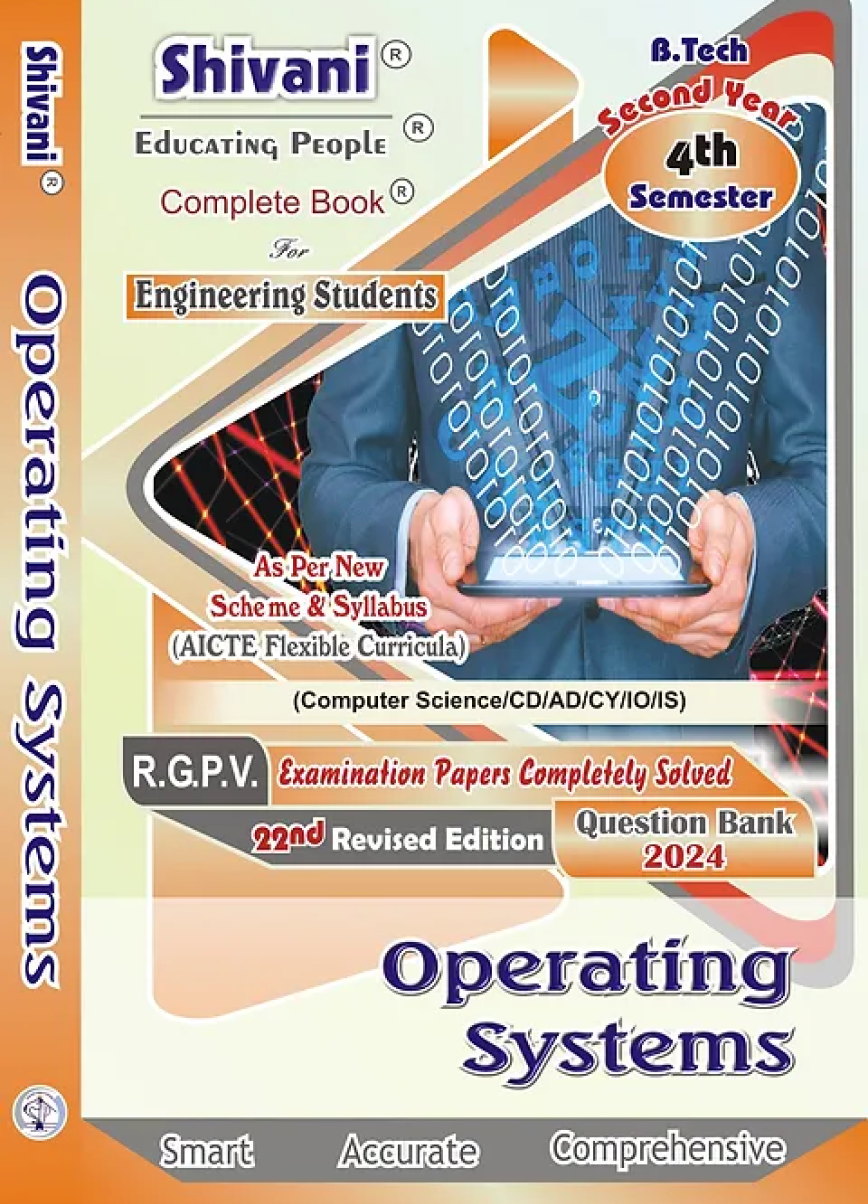 Shivani®
Operating Systems
Shivani®
Educating People®
Complete Book®
For
Engineering Students
B.Tech
Second Year
4th
Semester
As Per New
Scheme & Syllabus
(AICTE Flexible Curricula)
(Computer Science/CD/AD/CY/IO/IS)
R.G.P.V. Examination Papers Completely Solved
22nd Revised Edition
Question Bank
2024
Operating
Systems
Smart Accurate Comprehensive